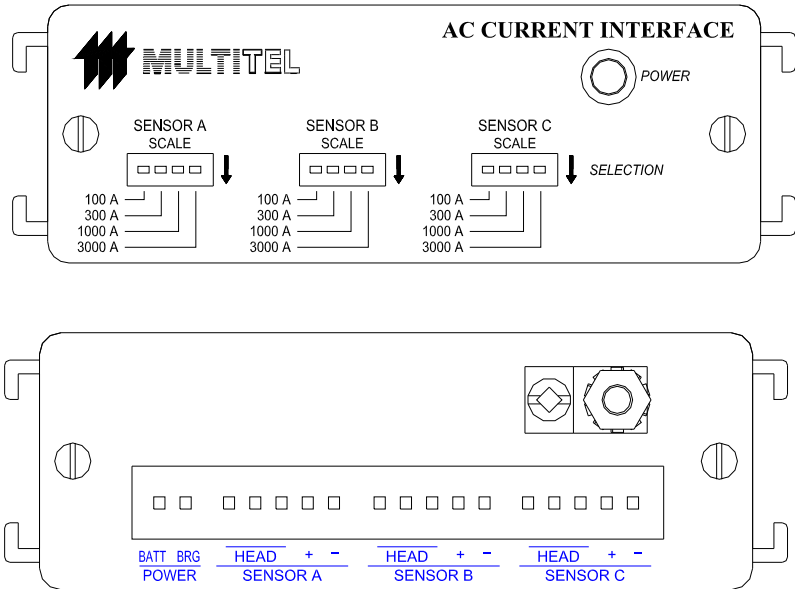 AC CURRENT INTERFACE
MULTITEL
POWER
SENSOR A SENSOR B SENSOR C
SCALE SCALE SCALE
SELECTION
100 A 100 A 100 A
300 A 300 A 300 A
1000 A 1000 A 1000 A
3000 A 3000 A 3000 A
BATT BRG HEAD + - HEAD + - HEAD + -
POWER SENSOR A SENSOR B SENSOR C